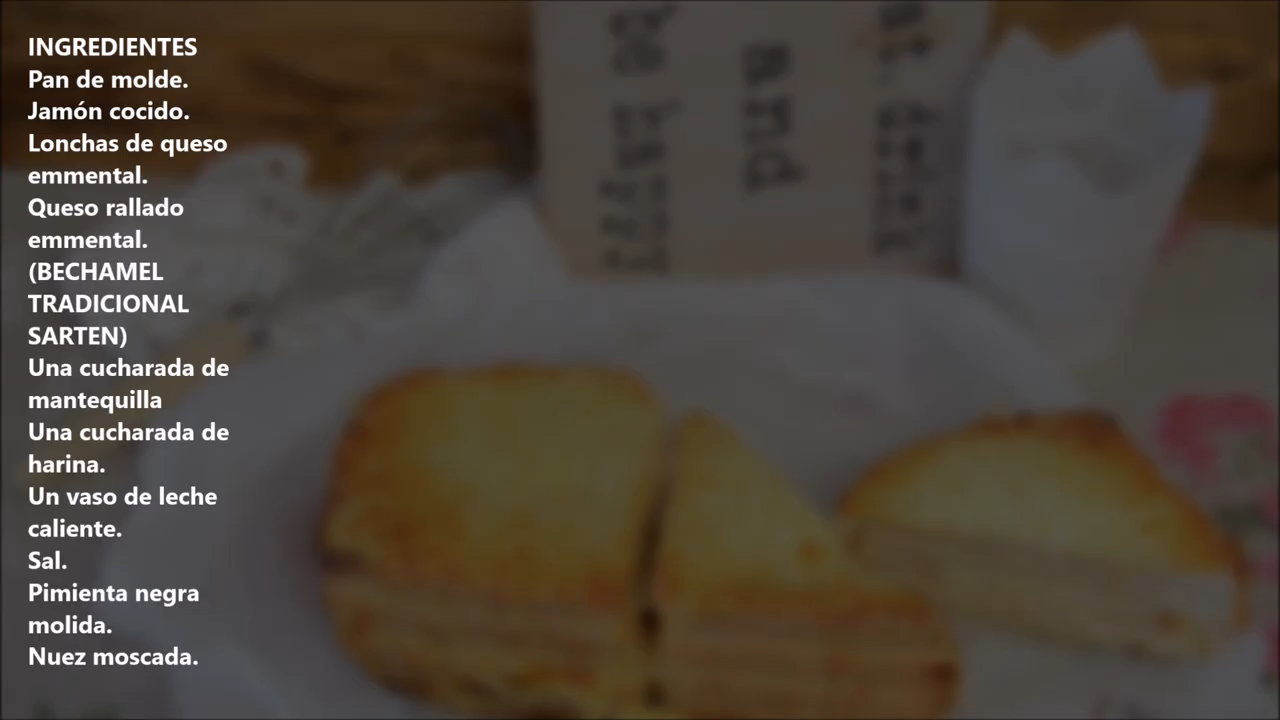 INGREDIENTES
Pan de molde.
Jamón cocido.
Lonchas de queso
emmental.
Queso rallado
emmental.
(BECHAMEL
TRADICIONAL
SARTEN)
Una cucharada de
mantequilla
Una cucharada de
harina.
Un vaso de leche
caliente.
Sal.
Pimienta negra
molida.
Nuez moscada.
and